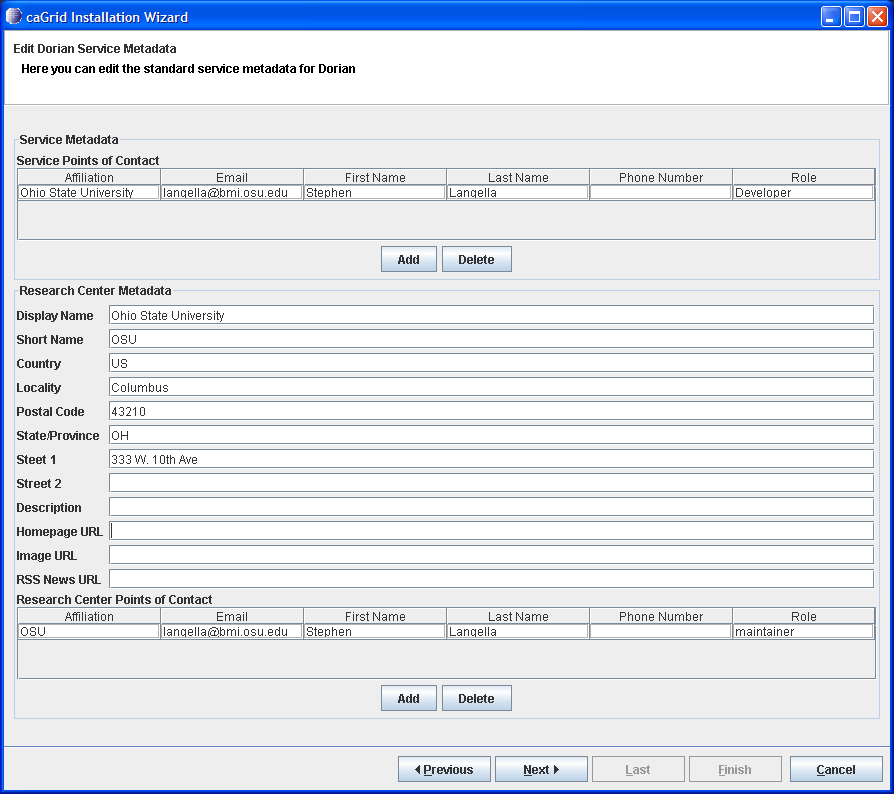 caGrid Installation Wizard
Edit Dorian Service Metadata
Here you can edit the standard service metadata for Dorian
Service Metadata
Service Points of Contact
Affiliation Email First Name Last Name Phone Number Role
Ohio State University langella@bmi.osu.edu Stephen Langella Developer
Add Delete
Research Center Metadata
Display Name Ohio State University
Short Name OSU
Country US
Locality Columbus
Postal Code 43210
State/Province OH
Steet 1 333 W. 10th Ave
Street 2
Description
Homepage URL
Image URL
RSS News URL
Research Center Points of Contact
Affiliation Email First Name Last Name Phone Number Role
OSU langella@bmi.osu.edu Stephen Langella maintainer
Add Delete
Previous Next Last Finish Cancel